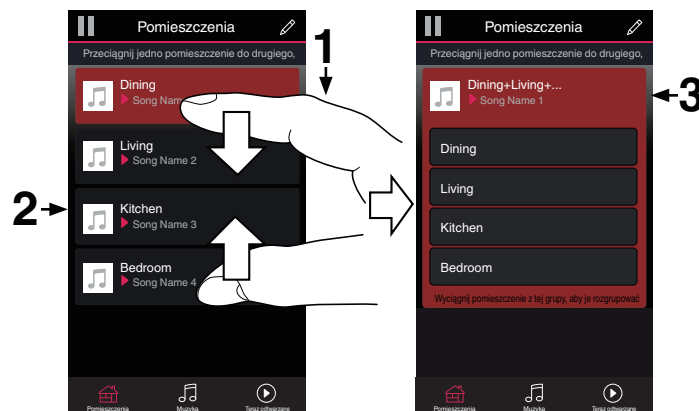 Pomieszczenia
Przeciągnij jedno pomieszczenie do drugiego,
1
Dining
Song Nam
Living
Song Name 2
2
Kitchen
Song Name 3
Bedroom
Song Name 4
Pomieszczenia
Muzyka
Teraz odtwarzane
Pomieszczenia
Przeciągnij jedno pomieszczenie do drugiego,
Dining+Living+...
Song Name 1
3
Dining
Living
Kitchen
Bedroom
Wyciągnij pomieszczenie z tej grupy, aby je rozgrupować
Pomieszczenia
Muzyka
Teraz odtwarzane